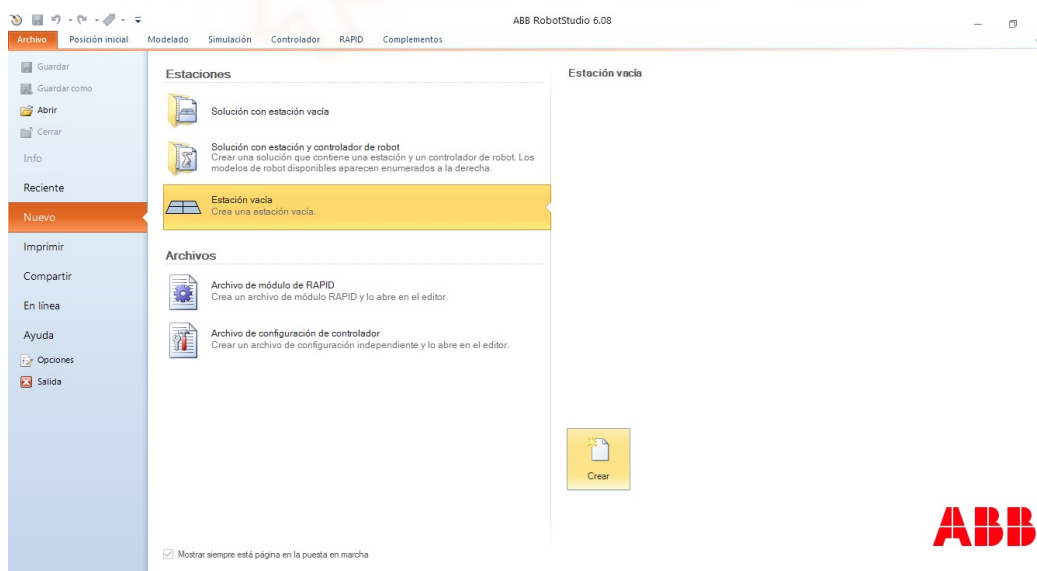 ABB RobotStudio 6.08
Archivo Posición inicial Modelado Simulación Controlador RAPID Complementos
Guardar
Guardar como
Abrir
Cerrar
Info
Reciente
Nuevo
Imprimir
Compartir
En línea
Ayuda
Opciones
Salida
Estaciones
Solución con estación vacía
Solución con estación y controlador de robot
Crear una solución que contiene una estación y un controlador de robot. Los
modelos de robot disponibles aparecen enumerados a la derecha.
Estación vacía
Crea una estación vacía.
Archivos
Archivo de módulo de RAPID
Crea un archivo de módulo RAPID y lo abre en el editor.
Archivo de configuración de controlador
Crear un archivo de configuración independiente y lo abre en el editor.
Mostrar siempre está página en la puesta en marcha
Estación vacía
Crear
ABB